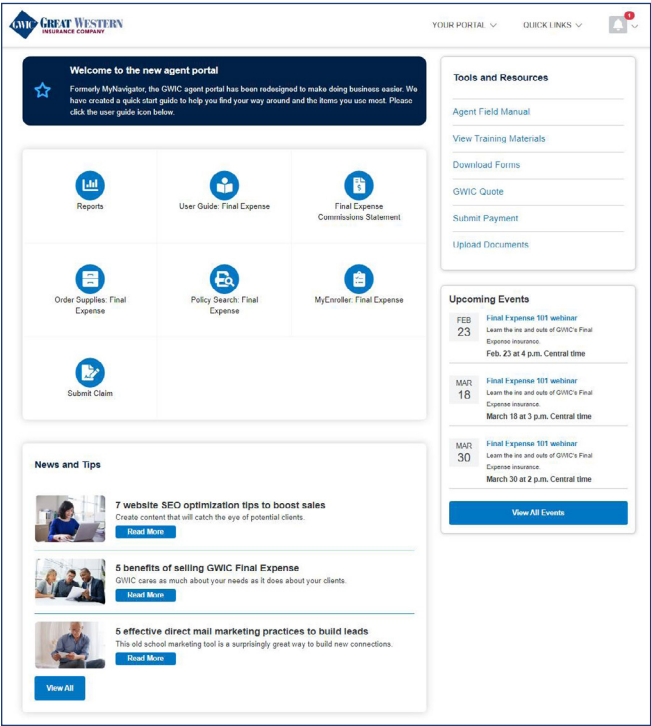 GWIC GREAT WESTERN
INSURANCE COMPANY
YOUR PORTAL
QUICK LINKS
1
Welcome to the new agent portal
Formerly MyNavigator, the GWIC agent portal has been redesigned to make doing business easier. We
have created a quick start guide to help you find your way around and the items you use most. Please
click the user guide icon below.
Reports
User Guide: Final Expense
Final Expense
Commissions Statement
Order Supplies: Final
Expense
Policy Search: Final
Expense
MyEnroller: Final Expense
Submit Claim
News and Tips
7 website SEO optimization tips to boost sales
Create content that will catch the eye of potential clients.
Read More
5 benefits of selling GWIC Final Expense
GWIC cares as much about your needs as it does about your clients.
Read More
5 effective direct mail marketing practices to build leads
This old school marketing tool is a surprisingly great way to build new connections.
Read More
View All
Tools and Resources
Agent Field Manual
View Training Materials
Download Forms
GWIC Quote
Submit Payment
Upload Documents
Upcoming Events
FEB
23
Final Expense 101 webinar
Learn the ins and outs of GWIC's Final
Expense insurance.
Feb. 23 at 4 p.m. Central time
MAR
18
Final Expense 101 webinar
Learn the ins and outs of GWIC's Final
Expense insurance.
March 18 at 3 p.m. Central time
MAR
30
Final Expense 101 webinar
Learn the ins and outs of GWIC's Final
Expense insurance.
March 30 at 2 p.m. Central time
View All Events